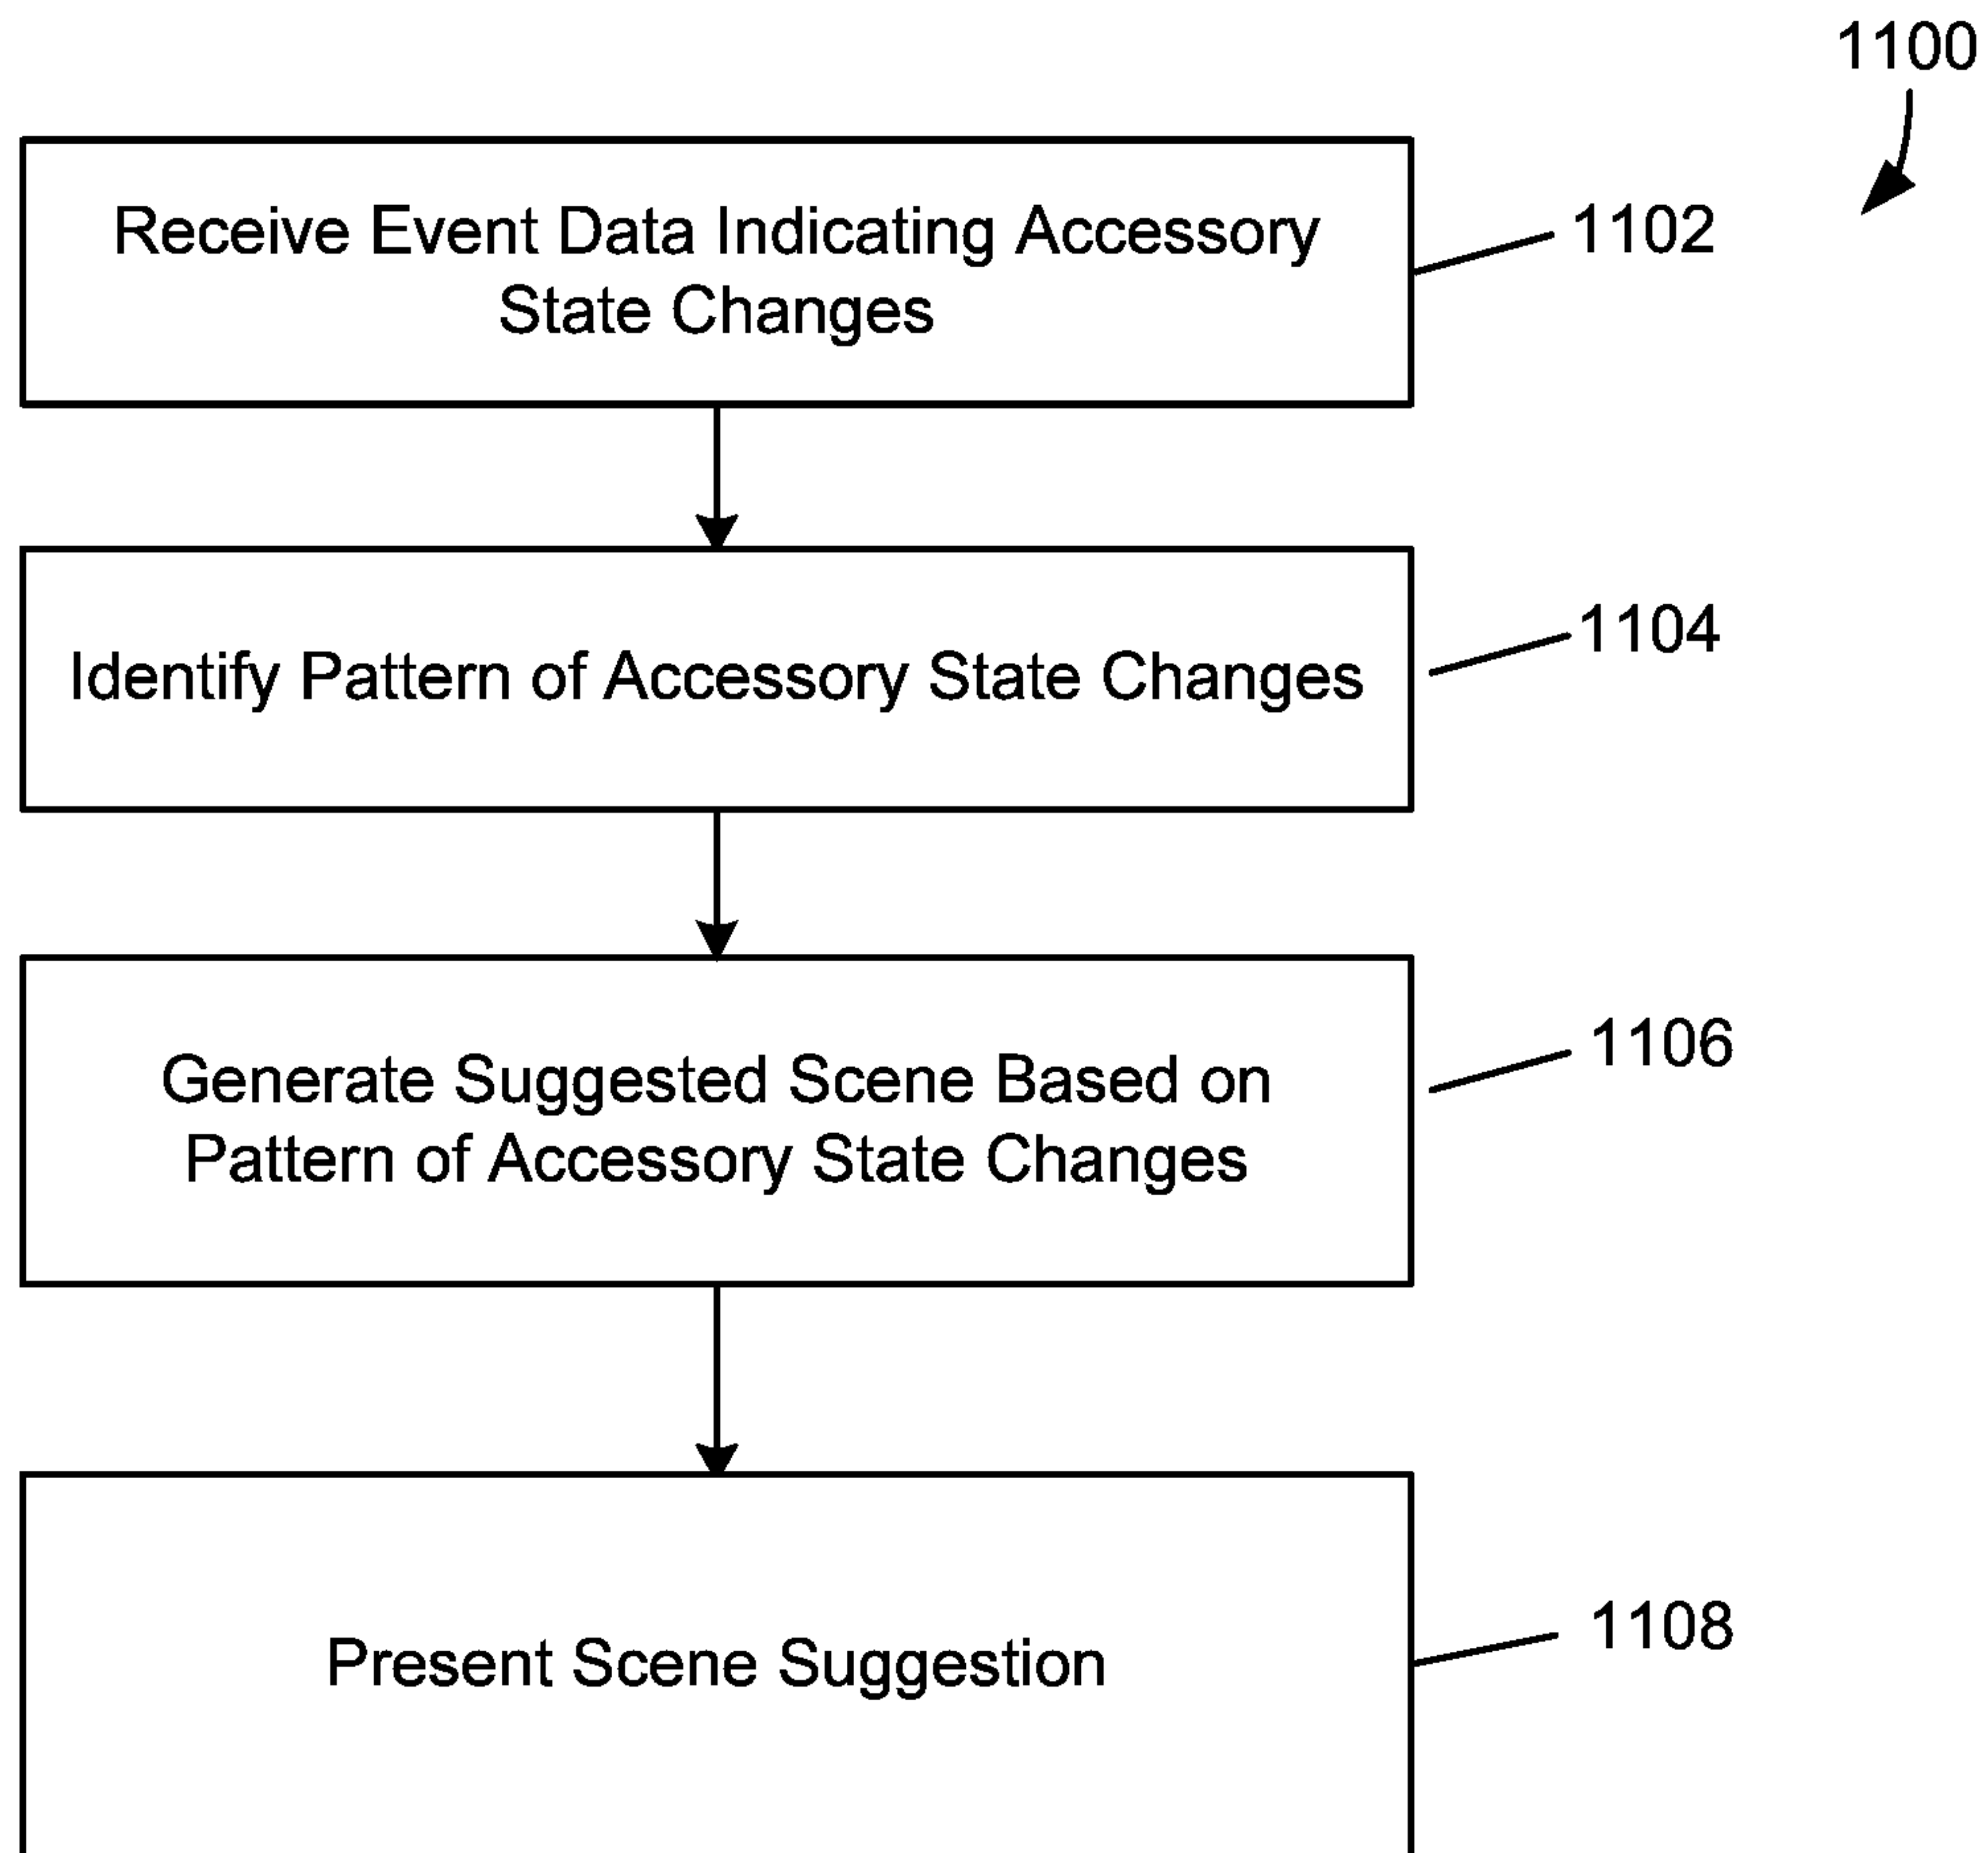 1100
Receive Event Data Indicating Accessory
State Changes
1102
Identify Pattern of Accessory State Changes
1104
Generate Suggested Scene Based on
Pattern of Accessory State Changes
1106
Present Scene Suggestion
1108